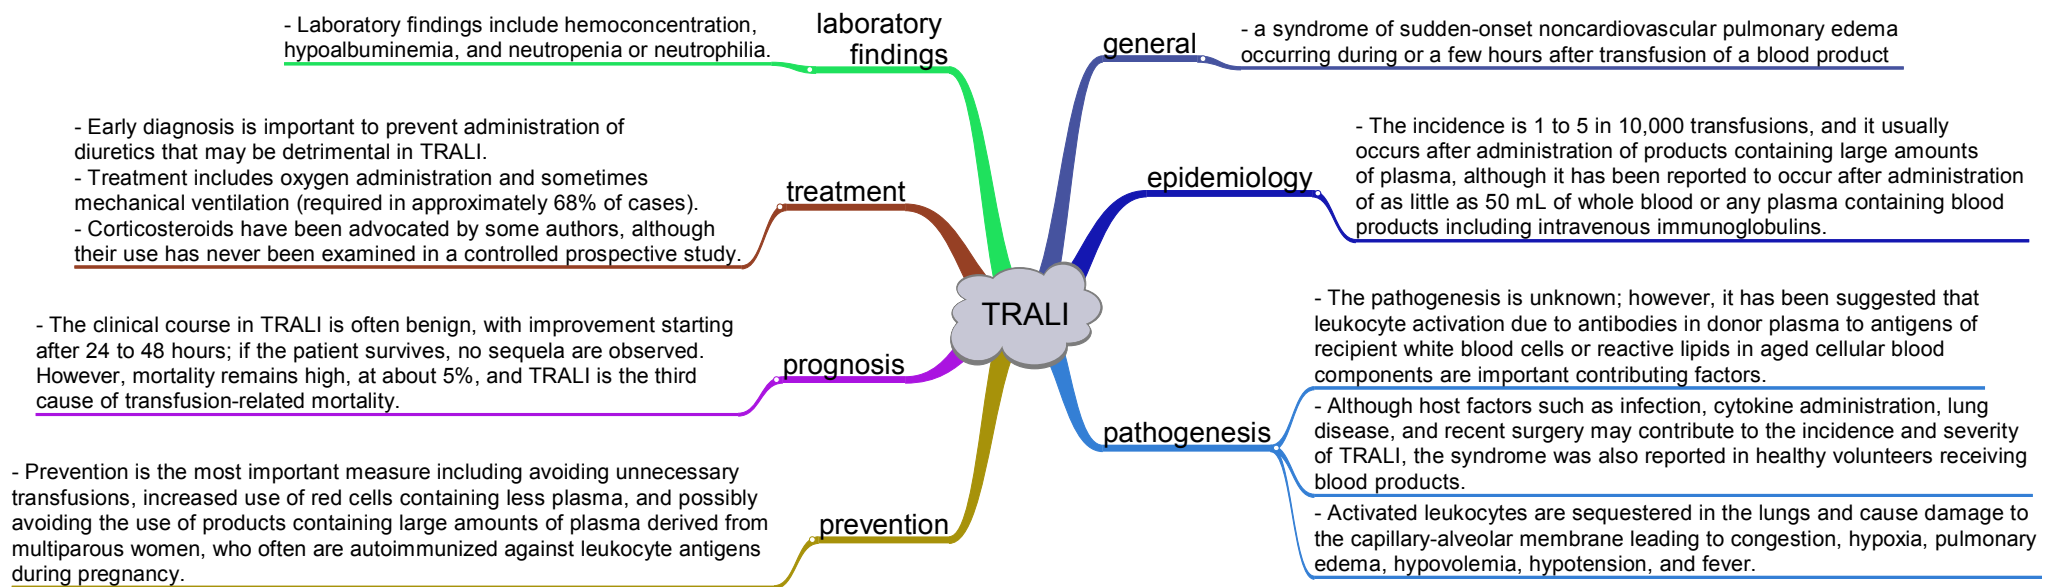 TRALI
general
- a syndrome of sudden-onset noncardiovascular pulmonary edema
occurring during or a few hours after transfusion of a blood product
epidemiology
- The incidence is 1 to 5 in 10,000 transfusions, and it usually
occurs after administration of products containing large amounts
of plasma, although it has been reported to occur after administration
of as little as 50 mL of whole blood or any plasma containing blood
products including intravenous immunoglobulins.
pathogenesis
- The pathogenesis is unknown; however, it has been suggested that
leukocyte activation due to antibodies in donor plasma to antigens of
recipient white blood cells or reactive lipids in aged cellular blood
components are important contributing factors.
- Although host factors such as infection, cytokine administration, lung
disease, and recent surgery may contribute to the incidence and severity
of TRALI, the syndrome was also reported in healthy volunteers receiving
blood products.
- Activated leukocytes are sequestered in the lungs and cause damage to
the capillary-alveolar membrane leading to congestion, hypoxia, pulmonary
edema, hypovolemia, hypotension, and fever.
laboratory
findings
- Laboratory findings include hemoconcentration,
hypoalbuminemia, and neutropenia or neutrophilia.
treatment
- Early diagnosis is important to prevent administration of
diuretics that may be detrimental in TRALI.
- Treatment includes oxygen administration and sometimes
mechanical ventilation (required in approximately 68% of cases).
- Corticosteroids have been advocated by some authors, although
their use has never been examined in a controlled prospective study.
prognosis
- The clinical course in TRALI is often benign, with improvement starting
after 24 to 48 hours; if the patient survives, no sequela are observed.
However, mortality remains high, at about 5%, and TRALI is the third
cause of transfusion-related mortality.
prevention
- Prevention is the most important measure including avoiding unnecessary
transfusions, increased use of red cells containing less plasma, and possibly
avoiding the use of products containing large amounts of plasma derived from
multiparous women, who often are autoimmunized against leukocyte antigens
during pregnancy.